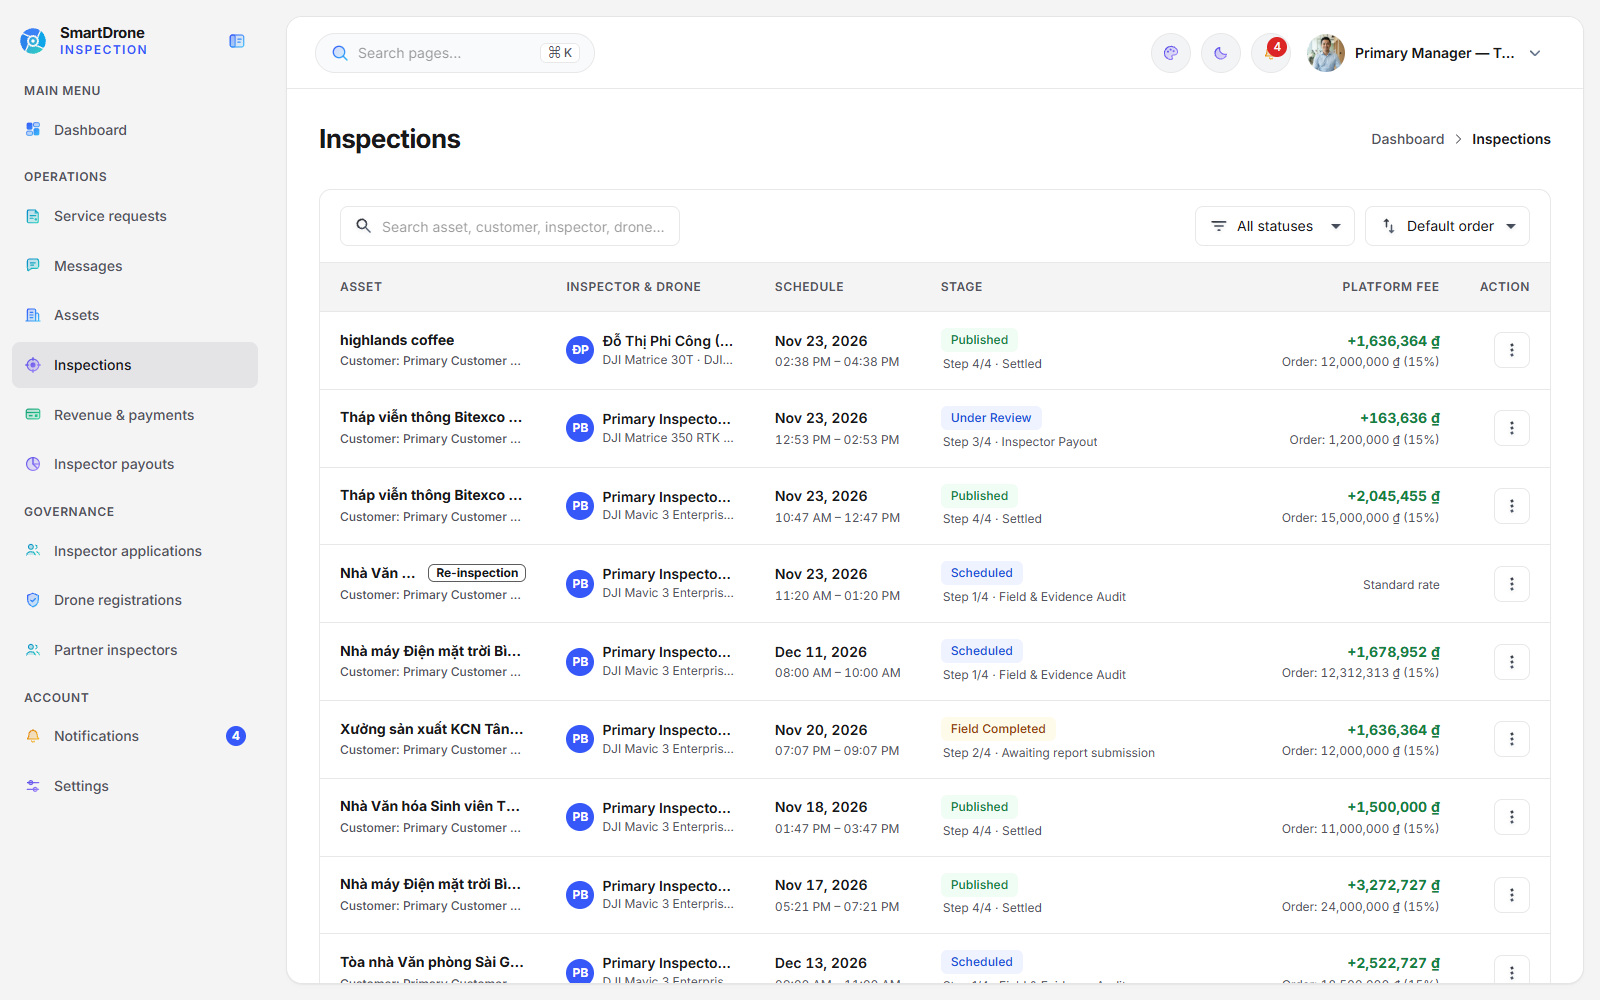 SmartDrone
INSPECTION
MAIN MENU
Dashboard
OPERATIONS
Service requests
Messages
Assets
Inspections
Revenue & payments
Inspector payouts
GOVERNANCE
Inspector applications
Drone registrations
Partner inspectors
ACCOUNT
Notifications 4
Settings
Search pages... ⌘ K
4
Primary Manager — T...
Inspections
Dashboard > Inspections
Search asset, customer, inspector, drone...
All statuses
Default order
ASSET INSPECTOR & DRONE SCHEDULE STAGE PLATFORM FEE ACTION
highlands coffee ĐP Đỗ Thị Phi Công (... Nov 23, 2026 Published +1,636,364 ₫
Customer: Primary Customer ... DJI Matrice 30T · DJI... 02:38 PM – 04:38 PM Step 4/4 · Settled Order: 12,000,000 ₫ (15%)
Tháp viễn thông Bitexco ... PB Primary Inspecto... Nov 23, 2026 Under Review +163,636 ₫
Customer: Primary Customer ... DJI Matrice 350 RTK ... 12:53 PM – 02:53 PM Step 3/4 · Inspector Payout Order: 1,200,000 ₫ (15%)
Tháp viễn thông Bitexco ... PB Primary Inspecto... Nov 23, 2026 Published +2,045,455 ₫
Customer: Primary Customer ... DJI Mavic 3 Enterpris... 10:47 AM – 12:47 PM Step 4/4 · Settled Order: 15,000,000 ₫ (15%)
Nhà Văn ... Re-inspection PB Primary Inspecto... Nov 23, 2026 Scheduled Standard rate
Customer: Primary Customer ... DJI Mavic 3 Enterpris... 11:20 AM – 01:20 PM Step 1/4 · Field & Evidence Audit
Nhà máy Điện mặt trời Bì... PB Primary Inspecto... Dec 11, 2026 Scheduled +1,678,952 ₫
Customer: Primary Customer ... DJI Mavic 3 Enterpris... 08:00 AM – 10:00 AM Step 1/4 · Field & Evidence Audit Order: 12,312,313 ₫ (15%)
Xưởng sản xuất KCN Tân... PB Primary Inspecto... Nov 20, 2026 Field Completed +1,636,364 ₫
Customer: Primary Customer ... DJI Mavic 3 Enterpris... 07:07 PM – 09:07 PM Step 2/4 · Awaiting report submission Order: 12,000,000 ₫ (15%)
Nhà Văn hóa Sinh viên T... PB Primary Inspecto... Nov 18, 2026 Published +1,500,000 ₫
Customer: Primary Customer ... DJI Mavic 3 Enterpris... 01:47 PM – 03:47 PM Step 4/4 · Settled Order: 11,000,000 ₫ (15%)
Nhà máy Điện mặt trời Bì... PB Primary Inspecto... Nov 17, 2026 Published +3,272,727 ₫
Customer: Primary Customer ... DJI Mavic 3 Enterpris... 05:21 PM – 07:21 PM Step 4/4 · Settled Order: 24,000,000 ₫ (15%)
Tòa nhà Văn phòng Sài G... PB Primary Inspecto... Dec 13, 2026 Scheduled +2,522,727 ₫